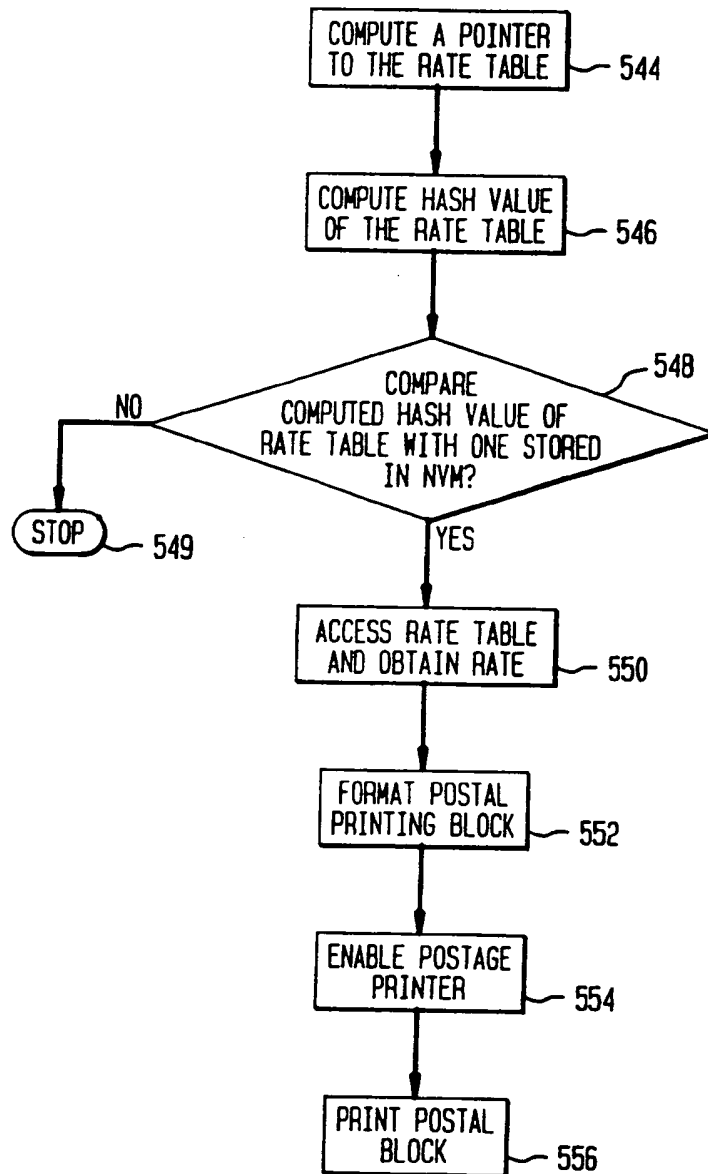 COMPUTE A POINTER
TO THE RATE TABLE
544
COMPUTE HASH VALUE
OF THE RATE TABLE
546
548
COMPARE
COMPUTED HASH VALUE OF
RATE TABLE WITH ONE STORED
IN NVM?
NO
STOP
549
YES
ACCESS RATE TABLE
AND OBTAIN RATE
550
FORMAT POSTAL
PRINTING BLOCK
552
ENABLE POSTAGE
PRINTER
554
PRINT POSTAL
BLOCK
556